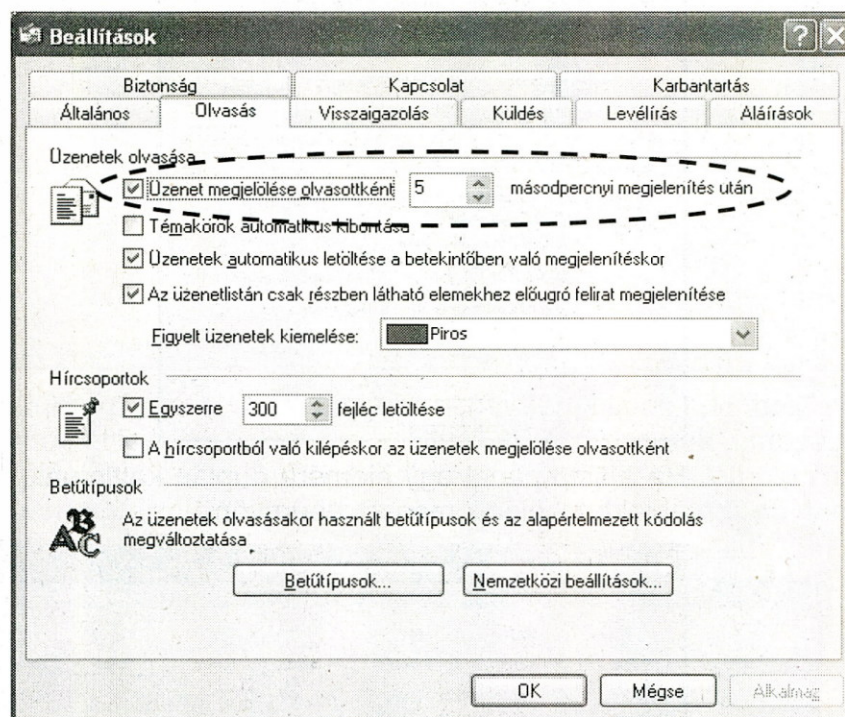 Beállítások
Biztonság Kapcsolat Karbantartás
Általános Olvasás Visszaigazolás Küldés Levélírás Aláírások
Üzenetek olvasása
Üzenet megjelölése olvasottként 5 másodpercnyi megjelenítés után
Témakörök automatikus kibontása
Üzenetek automatikus letöltése a betekintőben való megjelenítéskor
Az üzenetlistán csak részben látható elemekhez előugró felirat megjelenítése
Figyelt üzenetek kiemelése: Piros
Hírcsoportok
Egyszerre 300 fejléc letöltése
A hírcsoportból való kilépéskor az üzenetek megjelölése olvasottként
Betűtípusok
Az üzenetek olvasásakor használt betűtípusok és az alapértelmezett kódolás
megváltoztatása
Betűtípusok... Nemzetközi beállítások...
OK Mégse Alkalmaz